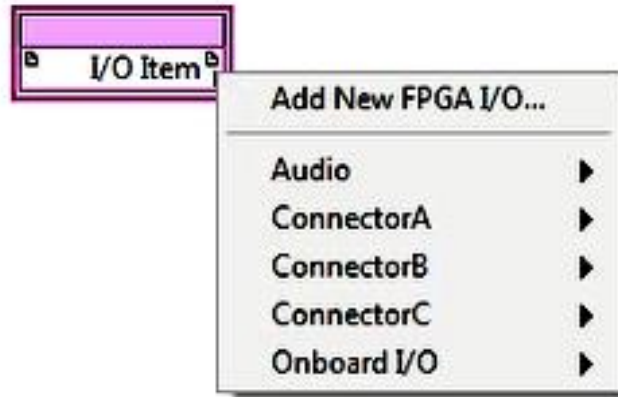 I/O Item
Add New FPGA I/O...
Audio
ConnectorA
ConnectorB
ConnectorC
Onboard I/O